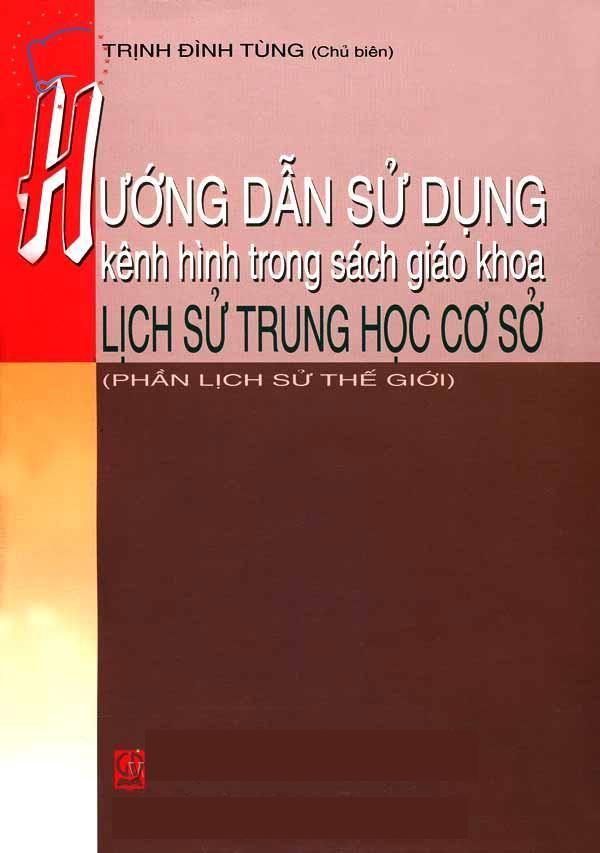 TRỊNH ĐÌNH TÙNG (Chủ biên)
HƯỚNG DẪN SỬ DỤNG
kênh hình trong sách giáo khoa
LỊCH SỬ TRUNG HỌC CƠ SỞ
(PHẦN LỊCH SỬ THẾ GIỚI)